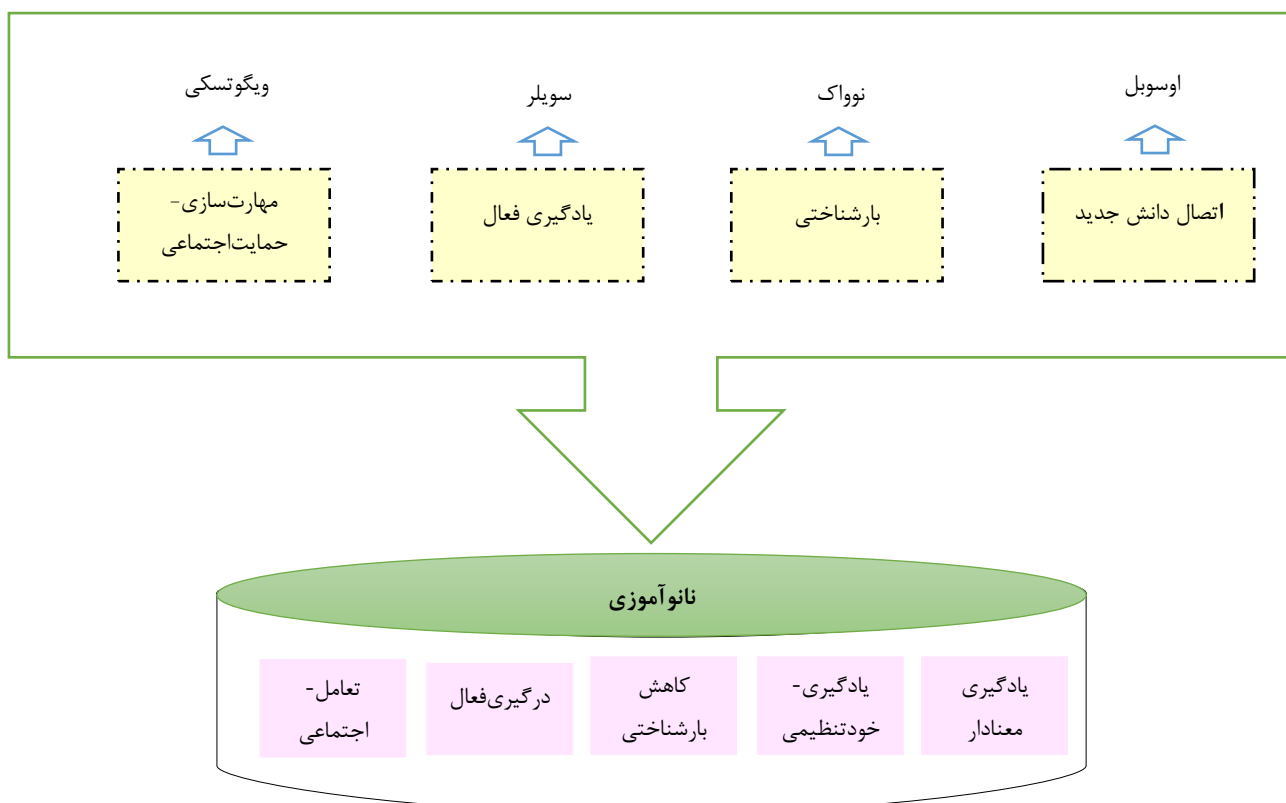 اوسوبل
نوواک
سویلر
ویگوتسکی
اتصال دانش جدید
بارشناختی
یادگیری فعال
مهارت‌سازی-
حمایت‌اجتماعی
نانوآموزی
یادگیری
معنادار
یادگیری-
خودتنظیمی
کاهش
بارشناختی
درگیری‌فعال
تعامل-
اجتماعی